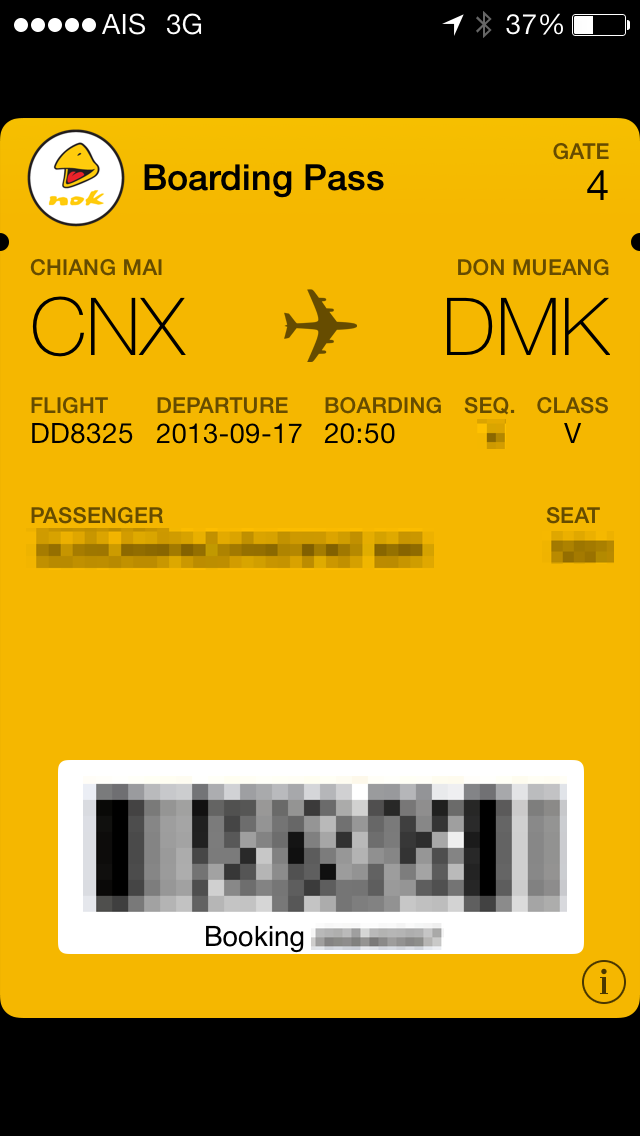 AIS 3G 37%
nok Boarding Pass
GATE
4
CHIANG MAI DON MUEANG
CNX DMK
FLIGHT DEPARTURE BOARDING SEQ. CLASS
DD8325 2013-09-17 20:50 V
PASSENGER SEAT
Booking
i